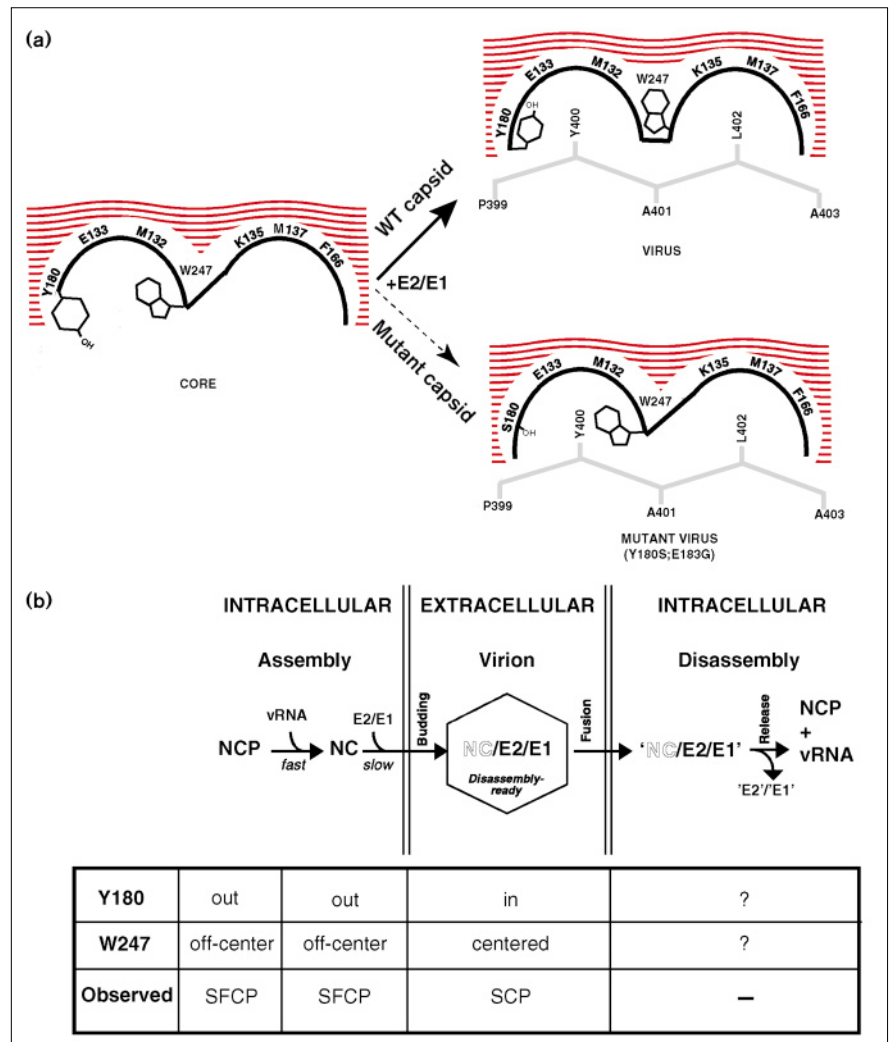 (a)
E133 M132 W247 K135 M137
Y180 OH F166
Y400 L402
P399 A401 A403
VIRUS
WT capsid
+E2/E1
Mutant capsid
E133 M132 W247 K135 M137
Y180 OH F166
CORE
E133 M132 W247 K135 M137
S180 OH F166
Y400 L402
P399 A401 A403
MUTANT VIRUS
(Y180S;E183G)
(b)
INTRACELLULAR EXTRACELLULAR INTRACELLULAR
Assembly Virion Disassembly
vRNA E2/E1 Budding Fusion Release NCP
NCP NC NC/E2/E1 'NC/E2/E1' +
fast slow Disassembly- vRNA
ready 'E2'/'E1'
Y180 out out in ?
W247 off-center off-center centered ?
Observed SFCP SFCP SCP –